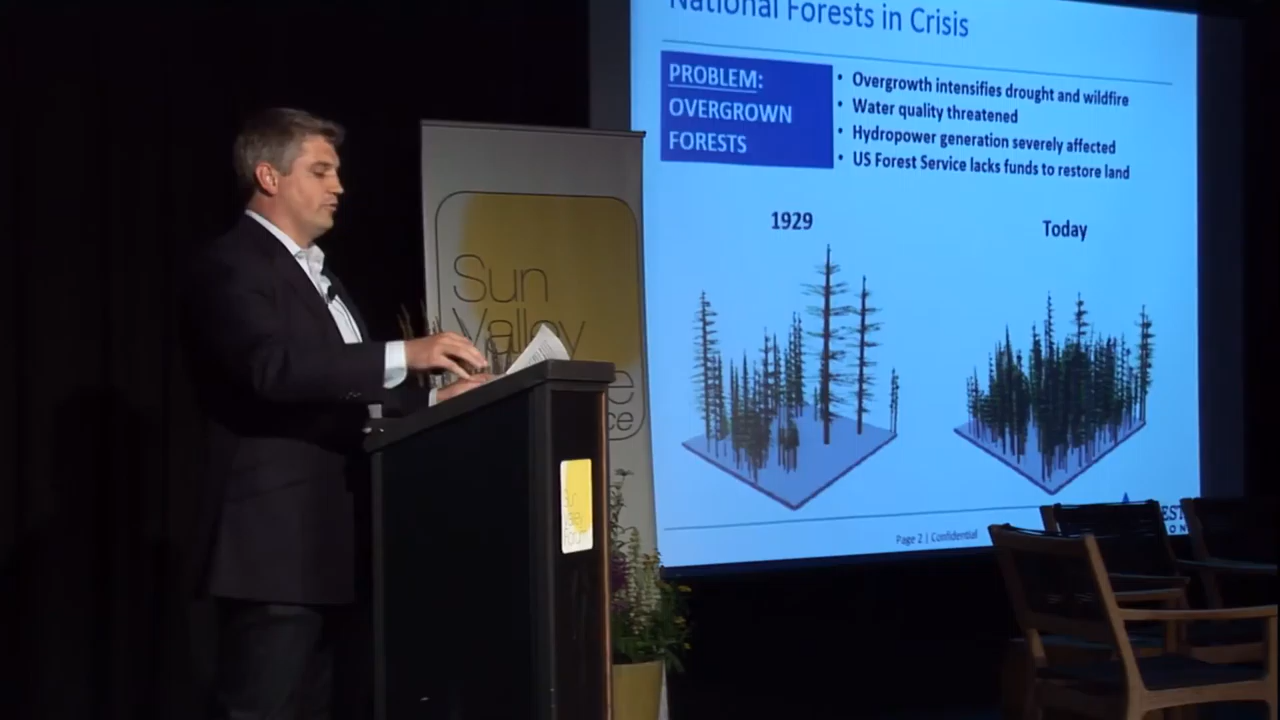 National Forests in Crisis
PROBLEM:
OVERGROWN
FORESTS
• Overgrowth intensifies drought and wildfire
• Water quality threatened
• Hydropower generation severely affected
• US Forest Service lacks funds to restore land
1929
Today
Page 2 | Confidential
Sun
Valley